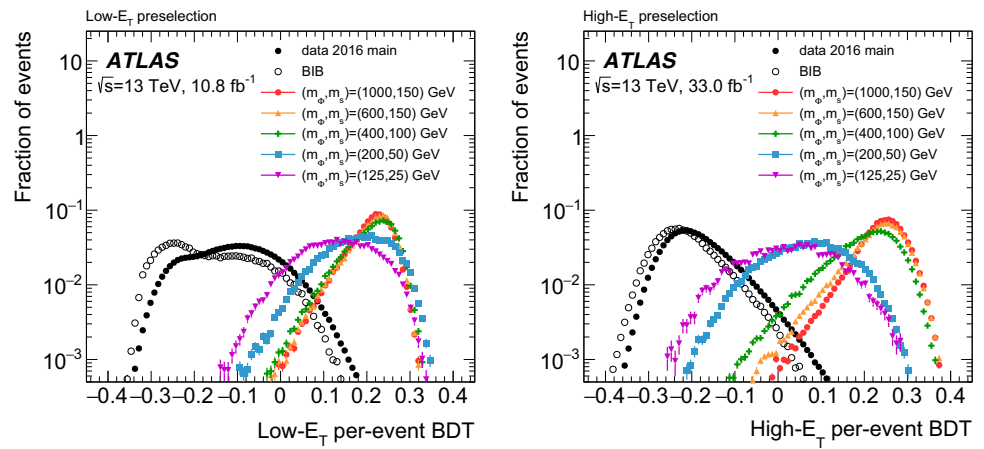 Low-E_T preselection
ATLAS
√s=13 TeV, 10.8 fb⁻¹
data 2016 main
BIB
(m_Φ,m_s)=(1000,150) GeV
(m_Φ,m_s)=(600,150) GeV
(m_Φ,m_s)=(400,100) GeV
(m_Φ,m_s)=(200,50) GeV
(m_Φ,m_s)=(125,25) GeV
Fraction of events
10
1
10⁻¹
10⁻²
10⁻³
−0.4 −0.3 −0.2 −0.1 0 0.1 0.2 0.3 0.4
Low-E_T per-event BDT
High-E_T preselection
ATLAS
√s=13 TeV, 33.0 fb⁻¹
data 2016 main
BIB
(m_Φ,m_s)=(1000,150) GeV
(m_Φ,m_s)=(600,150) GeV
(m_Φ,m_s)=(400,100) GeV
(m_Φ,m_s)=(200,50) GeV
(m_Φ,m_s)=(125,25) GeV
Fraction of events
10
1
10⁻¹
10⁻²
10⁻³
−0.4 −0.3 −0.2 −0.1 0 0.1 0.2 0.3 0.4
High-E_T per-event BDT